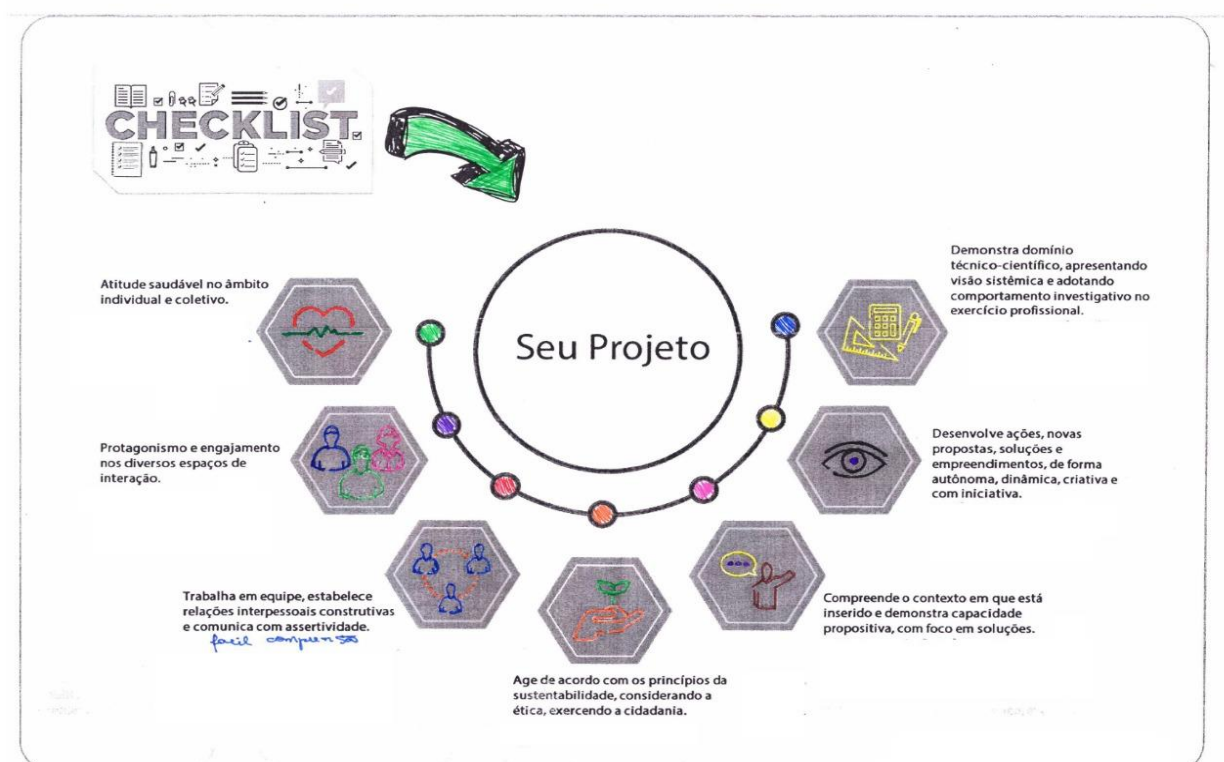 CHECKLIST
Demonstra domínio
técnico-científico, apresentando
visão sistêmica e adotando
comportamento investigativo no
exercício profissional.
Atitude saudável no âmbito
individual e coletivo.
Seu Projeto
Protagonismo e engajamento
nos diversos espaços de
interação.
Desenvolve ações, novas
propostas, soluções e
empreendimentos, de forma
autônoma, dinâmica, criativa e
com iniciativa.
Trabalha em equipe, estabelece
relações interpessoais construtivas
e comunica com assertividade.
facil compreensão
Compreende o contexto em que está
inserido e demonstra capacidade
propositiva, com foco em soluções.
Age de acordo com os princípios da
sustentabilidade, considerando a
ética, exercendo a cidadania.